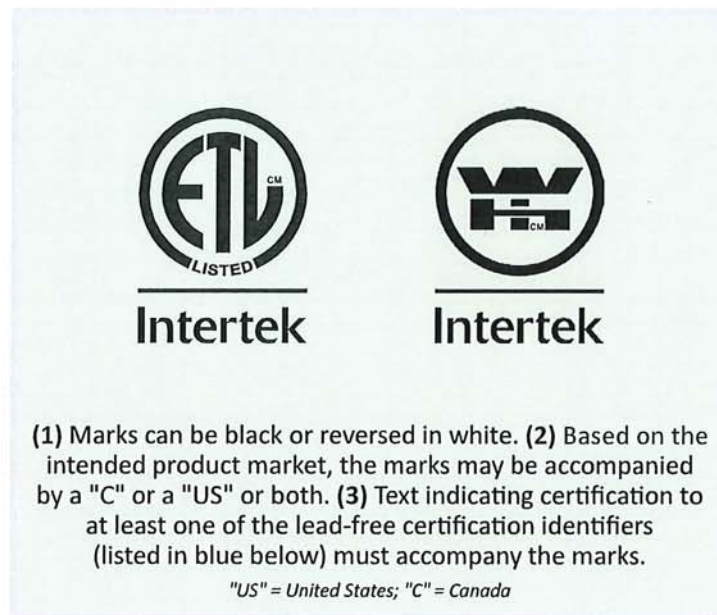 ETL CM
LISTED
Intertek
WH CM
Intertek
(1) Marks can be black or reversed in white. (2) Based on the
intended product market, the marks may be accompanied
by a "C" or a "US" or both. (3) Text indicating certification to
at least one of the lead-free certification identifiers
(listed in blue below) must accompany the marks.
"US" = United States; "C" = Canada